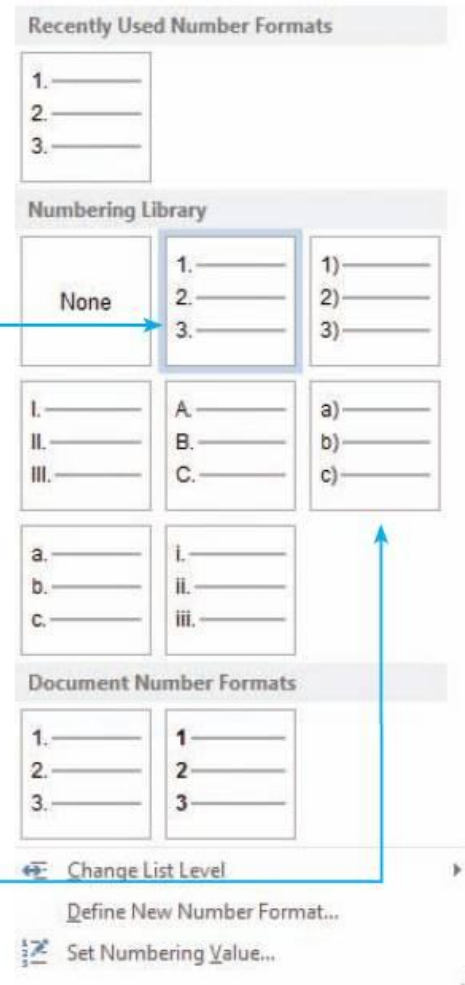 Recently Used Number Formats
1.
2.
3.
Numbering Library
None
1.
2.
3.
1)
2)
3)
I.
II.
III.
A.
B.
C.
a)
b)
c)
a.
b.
c.
i.
ii.
iii.
Document Number Formats
1.
2.
3.
1
2
3
Change List Level
Define New Number Format...
Set Numbering Value...